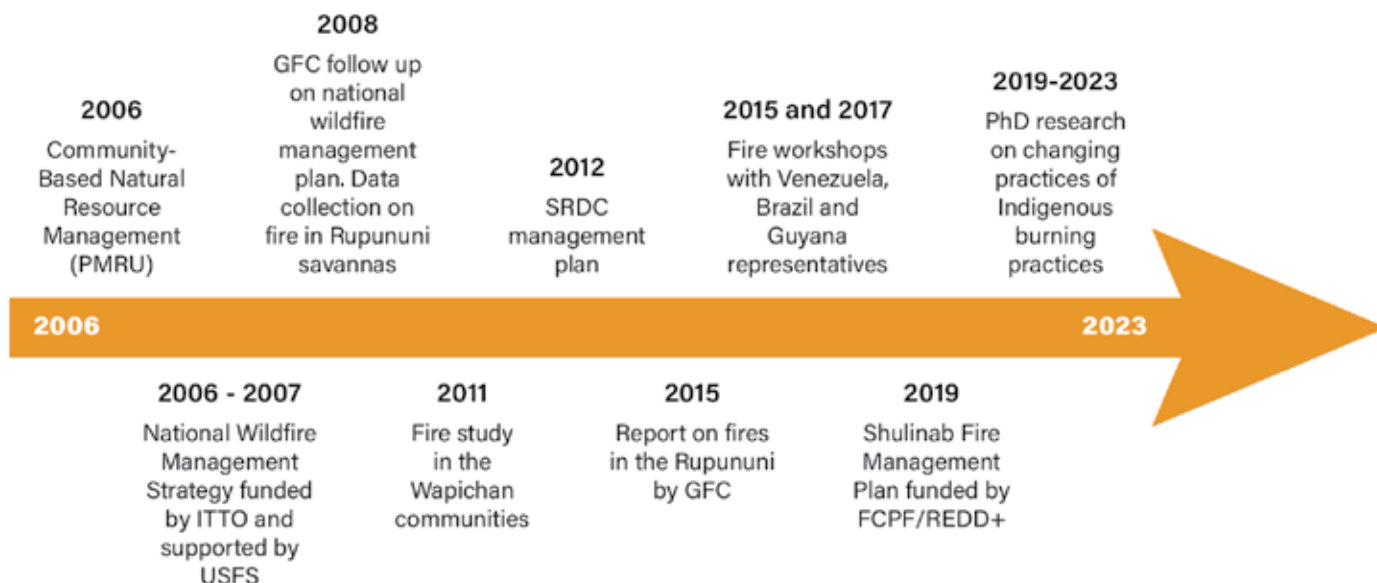 2006
Community-
Based Natural
Resource
Management
(PMRU)
2008
GFC follow up
on national
wildfire
management
plan. Data
collection on
fire in Rupununi
savannas
2012
SRDC
management
plan
2015 and 2017
Fire workshops
with Venezuela,
Brazil and
Guyana
representatives
2019-2023
PhD research
on changing
practices of
Indigenous
burning
practices
2006
2023
2006 - 2007
National Wildfire
Management
Strategy funded
by ITTO and
supported by
USFS
2011
Fire study
in the
Wapichan
communities
2015
Report on fires
in the Rupununi
by GFC
2019
Shulinab Fire
Management
Plan funded by
FCPF/REDD+